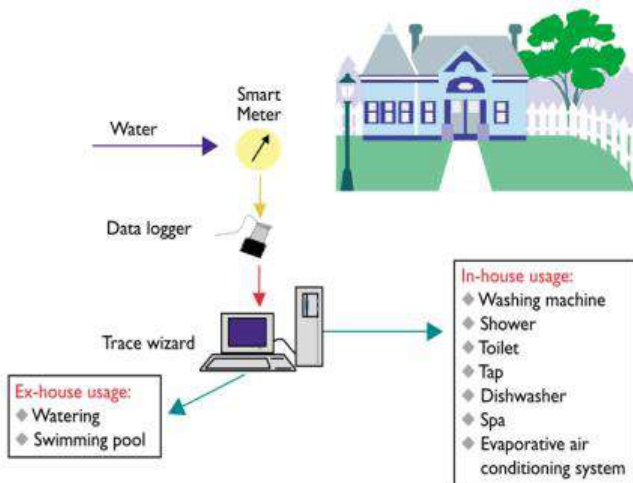 Smart
Meter
Water
Data logger
Trace wizard
In-house usage:
Washing machine
Shower
Toilet
Tap
Dishwasher
Spa
Evaporative air
conditioning system
Ex-house usage:
Watering
Swimming pool